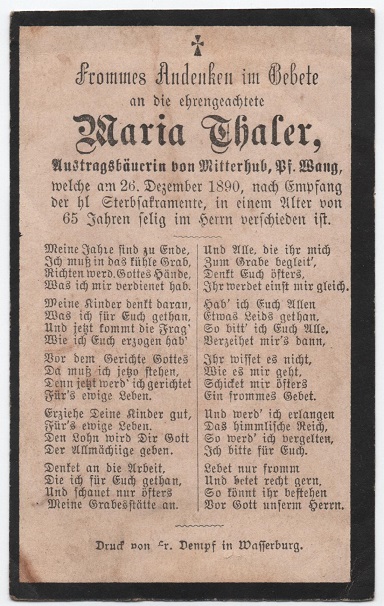 Frommes Andenken im Gebete
an die ehrengeachtete
Maria Thaler,
Austragsbäuerin von Mitterhub, Pf. Wang,
welche am 26. Dezember 1890, nach Empfang
der hl Sterbsakramente, in einem Alter von
65 Jahren selig im Herrn verschieden ist.
Meine Jahre sind zu Ende,
Ich muß in das kühle Grab,
Richten werd. Gottes Hände,
Was ich mir verdienet hab.
Meine Kinder denkt daran,
Was ich für Euch gethan,
Und jetzt kommt die Frag'
Wie ich Euch erzogen hab'
Vor dem Gerichte Gottes
Da muß ich jetzo stehen,
Denn jetzt werd' ich gerichtet
Für's ewige Leben.
Erziehe Deine Kinder gut,
Für's ewige Leben.
Den Lohn wird Dir Gott
Der Allmächiige geben.
Denket an die Arbeit,
Die ich für Euch gethan,
Und schauet nur öfters
Meine Grabesstätte an.
Und Alle, die ihr mich
Zum Grabe begleit',
Denkt Euch öfters,
Ihr werdet einst mir gleich.
Hab' ich Euch Allen
Etwas Leids gethan.
So bitt' ich Euch Alle,
Verzeihet mir's dann,
Ihr wisset es nicht,
Wie es mir geht,
Schicket mir öfters
Ein frommes Gebet.
Und werd' ich erlangen
Das himmlische Reich,
So werd' ich vergelten,
Ich bitte für Euch.
Lebet nur fromm
Und betet recht gern,
So könnt ihr bestehen
Vor Gott unserm Herrn.
Druck von Fr. Dempf in Wasserburg.